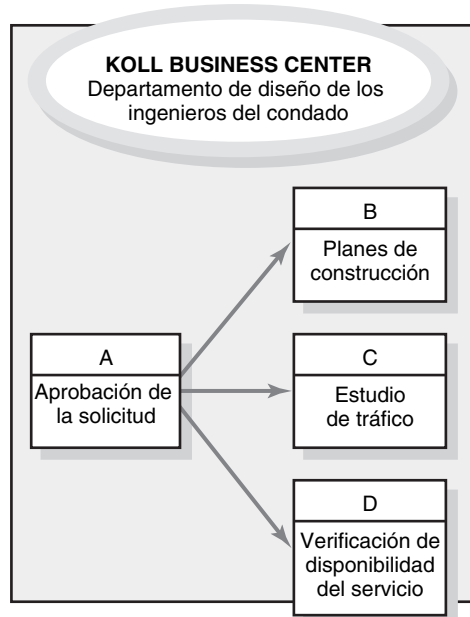 KOLL BUSINESS CENTER
Departamento de diseño de los
ingenieros del condado
B
Planes de
construcción
A
Aprobación de
la solicitud
C
Estudio
de tráfico
D
Verificación de
disponibilidad
del servicio